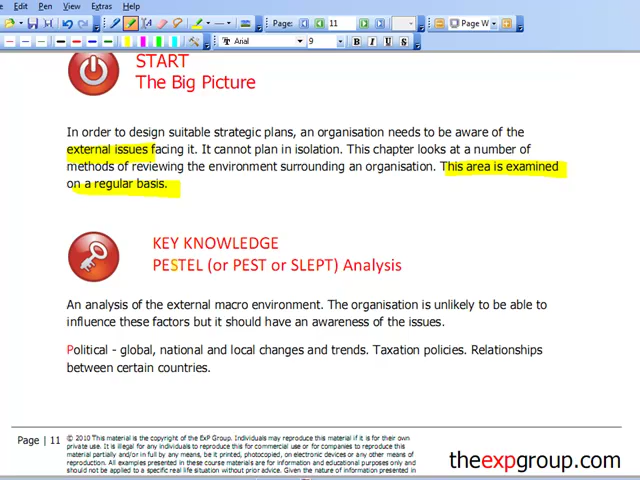 Edit Pen View Extras Help
Page: 11 Page W
Arial 9 B I U S
START
The Big Picture
In order to design suitable strategic plans, an organisation needs to be aware of the
external issues facing it. It cannot plan in isolation. This chapter looks at a number of
methods of reviewing the environment surrounding an organisation. This area is examined
on a regular basis.
KEY KNOWLEDGE
PESTEL (or PEST or SLEPT) Analysis
An analysis of the external macro environment. The organisation is unlikely to be able to
influence these factors but it should have an awareness of the issues.
Political - global, national and local changes and trends. Taxation policies. Relationships
between certain countries.
Page | 11
© 2010 This material is the copyright of the ExP Group. Individuals may reproduce this material if it is for their own
private use. It is illegal for any individuals to reproduce this for commercial use or for companies to reproduce this
material partially and/or in full by any means, be it printed, photocopied, on electronic devices or any other means of
reproduction. All examples presented in these course materials are for information and educational purposes only and
should not be applied to a specific real life situation without prior advice. Given the nature of information presented in
theexpgroup.com